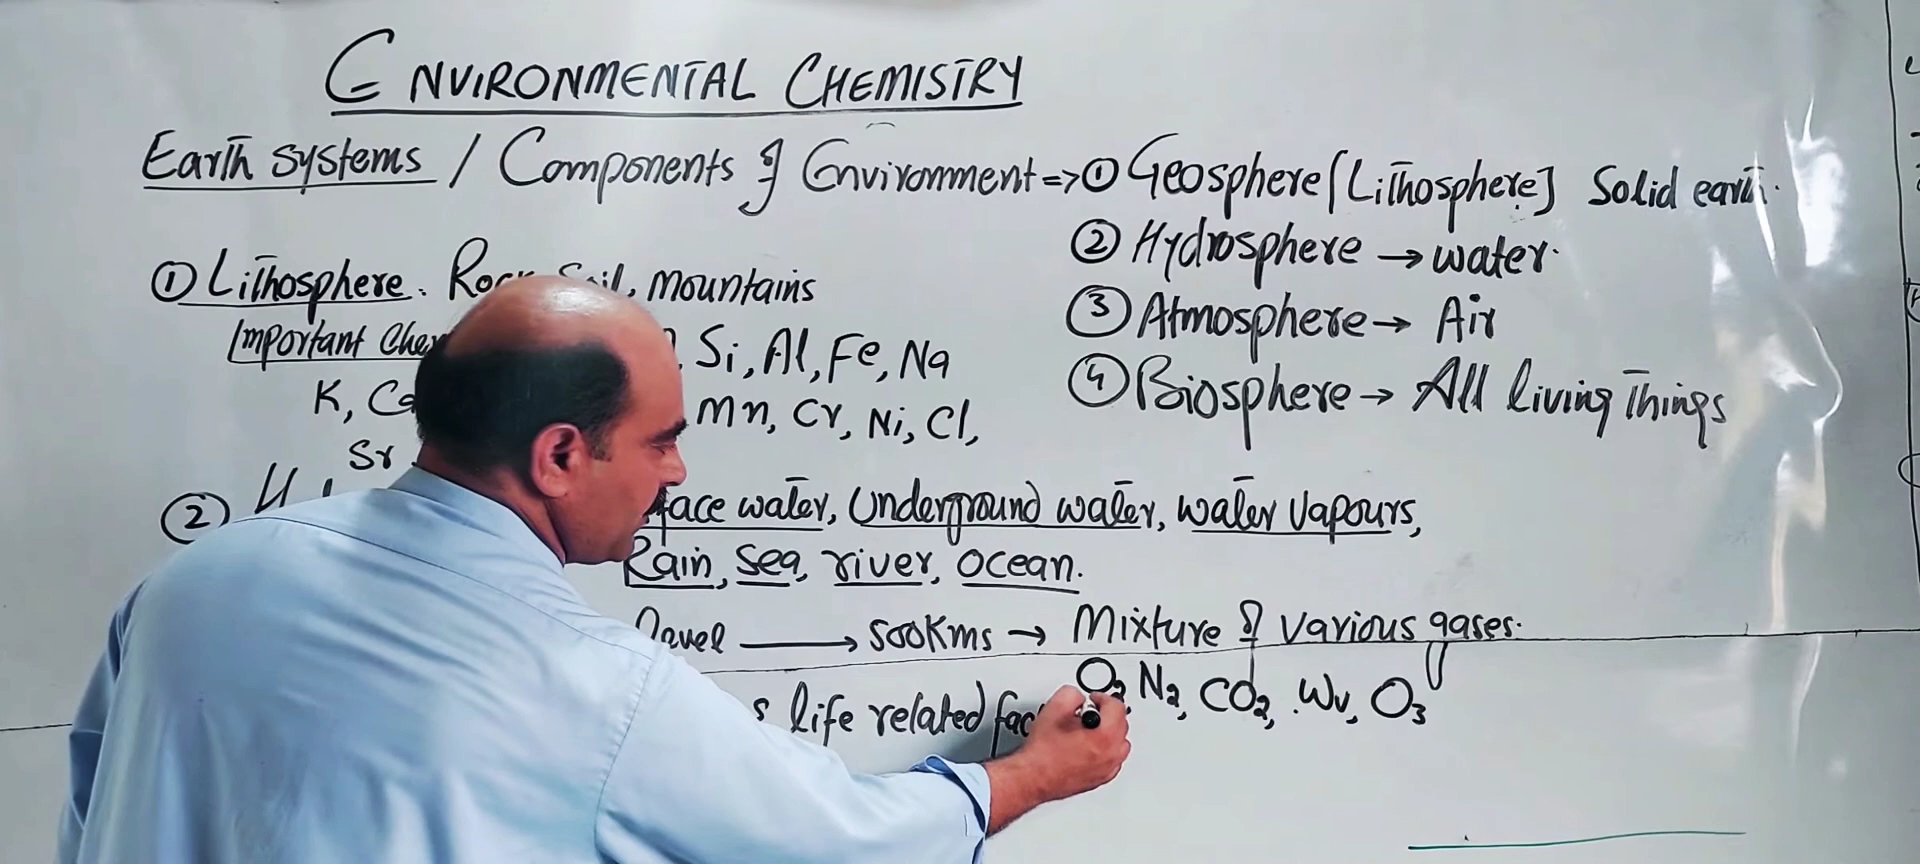 ENVIRONMENTAL CHEMISTRY
Earth systems / Components of Environment => ① Geosphere [Lithosphere] Solid earth.
② Hydrosphere → water.
③ Atmosphere → Air
④ Biosphere → All living Things
① Lithosphere. Soil, mountains
Important Si, Al, Fe, Na
K, Mn, Cr, Ni, Cl,
Sr
② water, Underground water, water vapours,
Rain, Sea, river, ocean.
→ 500Kms → Mixture of various gases.
O2, N2, CO2, Wv, O3
life related